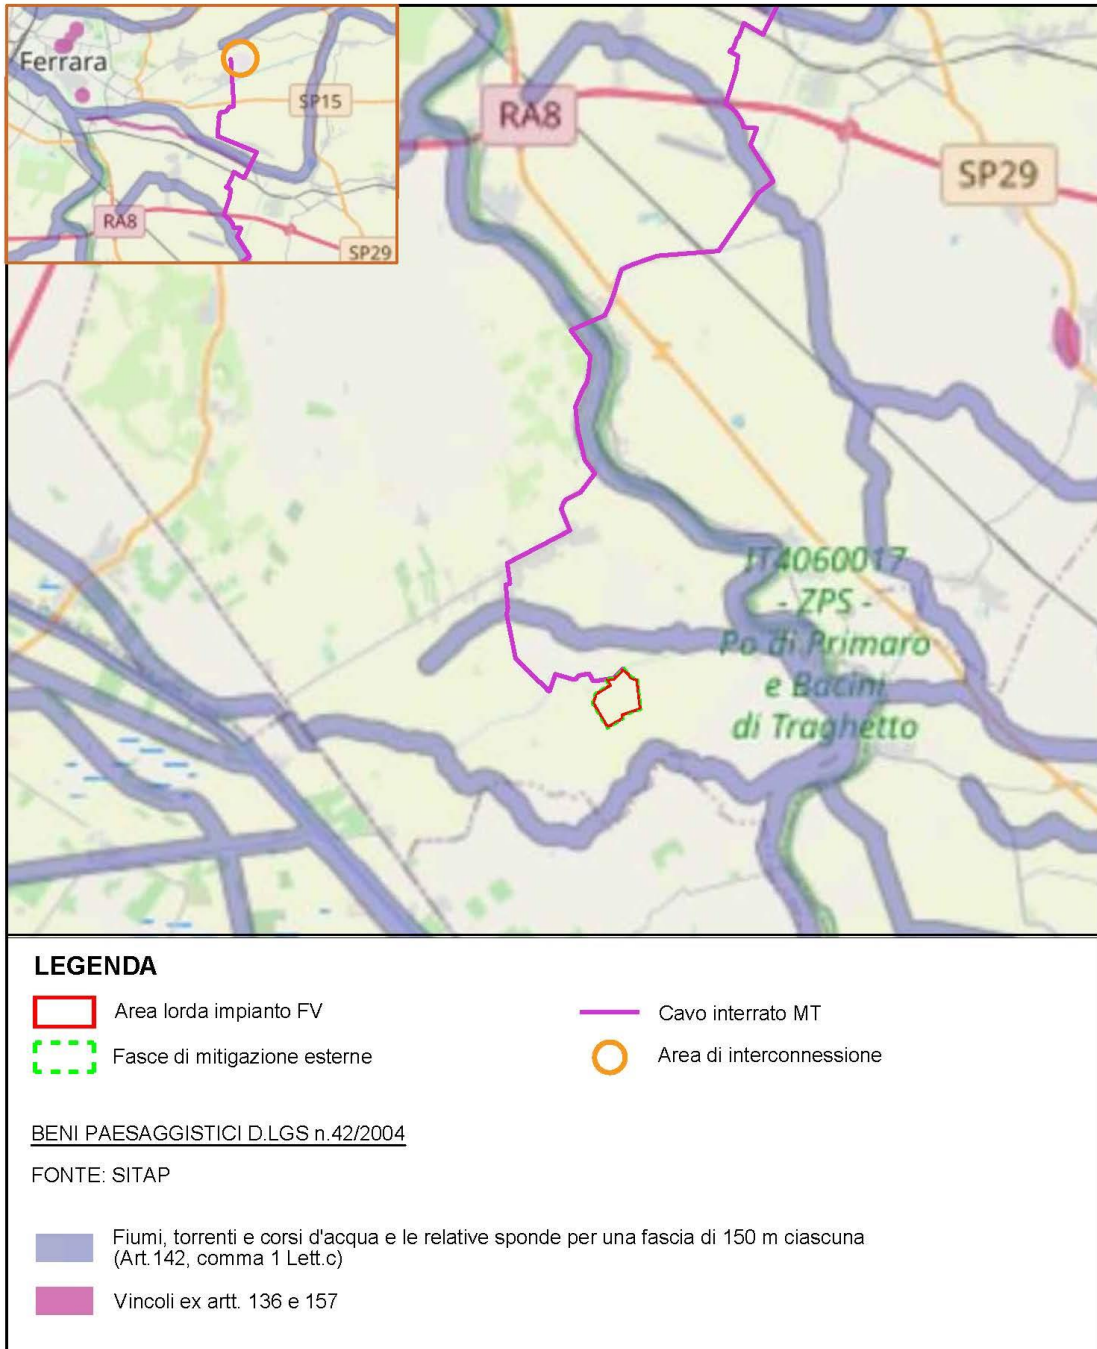 Ferrara
SP15
RA8
SP29
RA8
SP29
IT4060017
- ZPS -
Po di Primaro
e Bacini
di Traghetto
LEGENDA
Area lorda impianto FV
Cavo interrato MT
Fasce di mitigazione esterne
Area di interconnessione
BENI PAESAGGISTICI D.LGS n.42/2004
FONTE: SITAP
Fiumi, torrenti e corsi d'acqua e le relative sponde per una fascia di 150 m ciascuna
(Art.142, comma 1 Lett.c)
Vincoli ex artt. 136 e 157